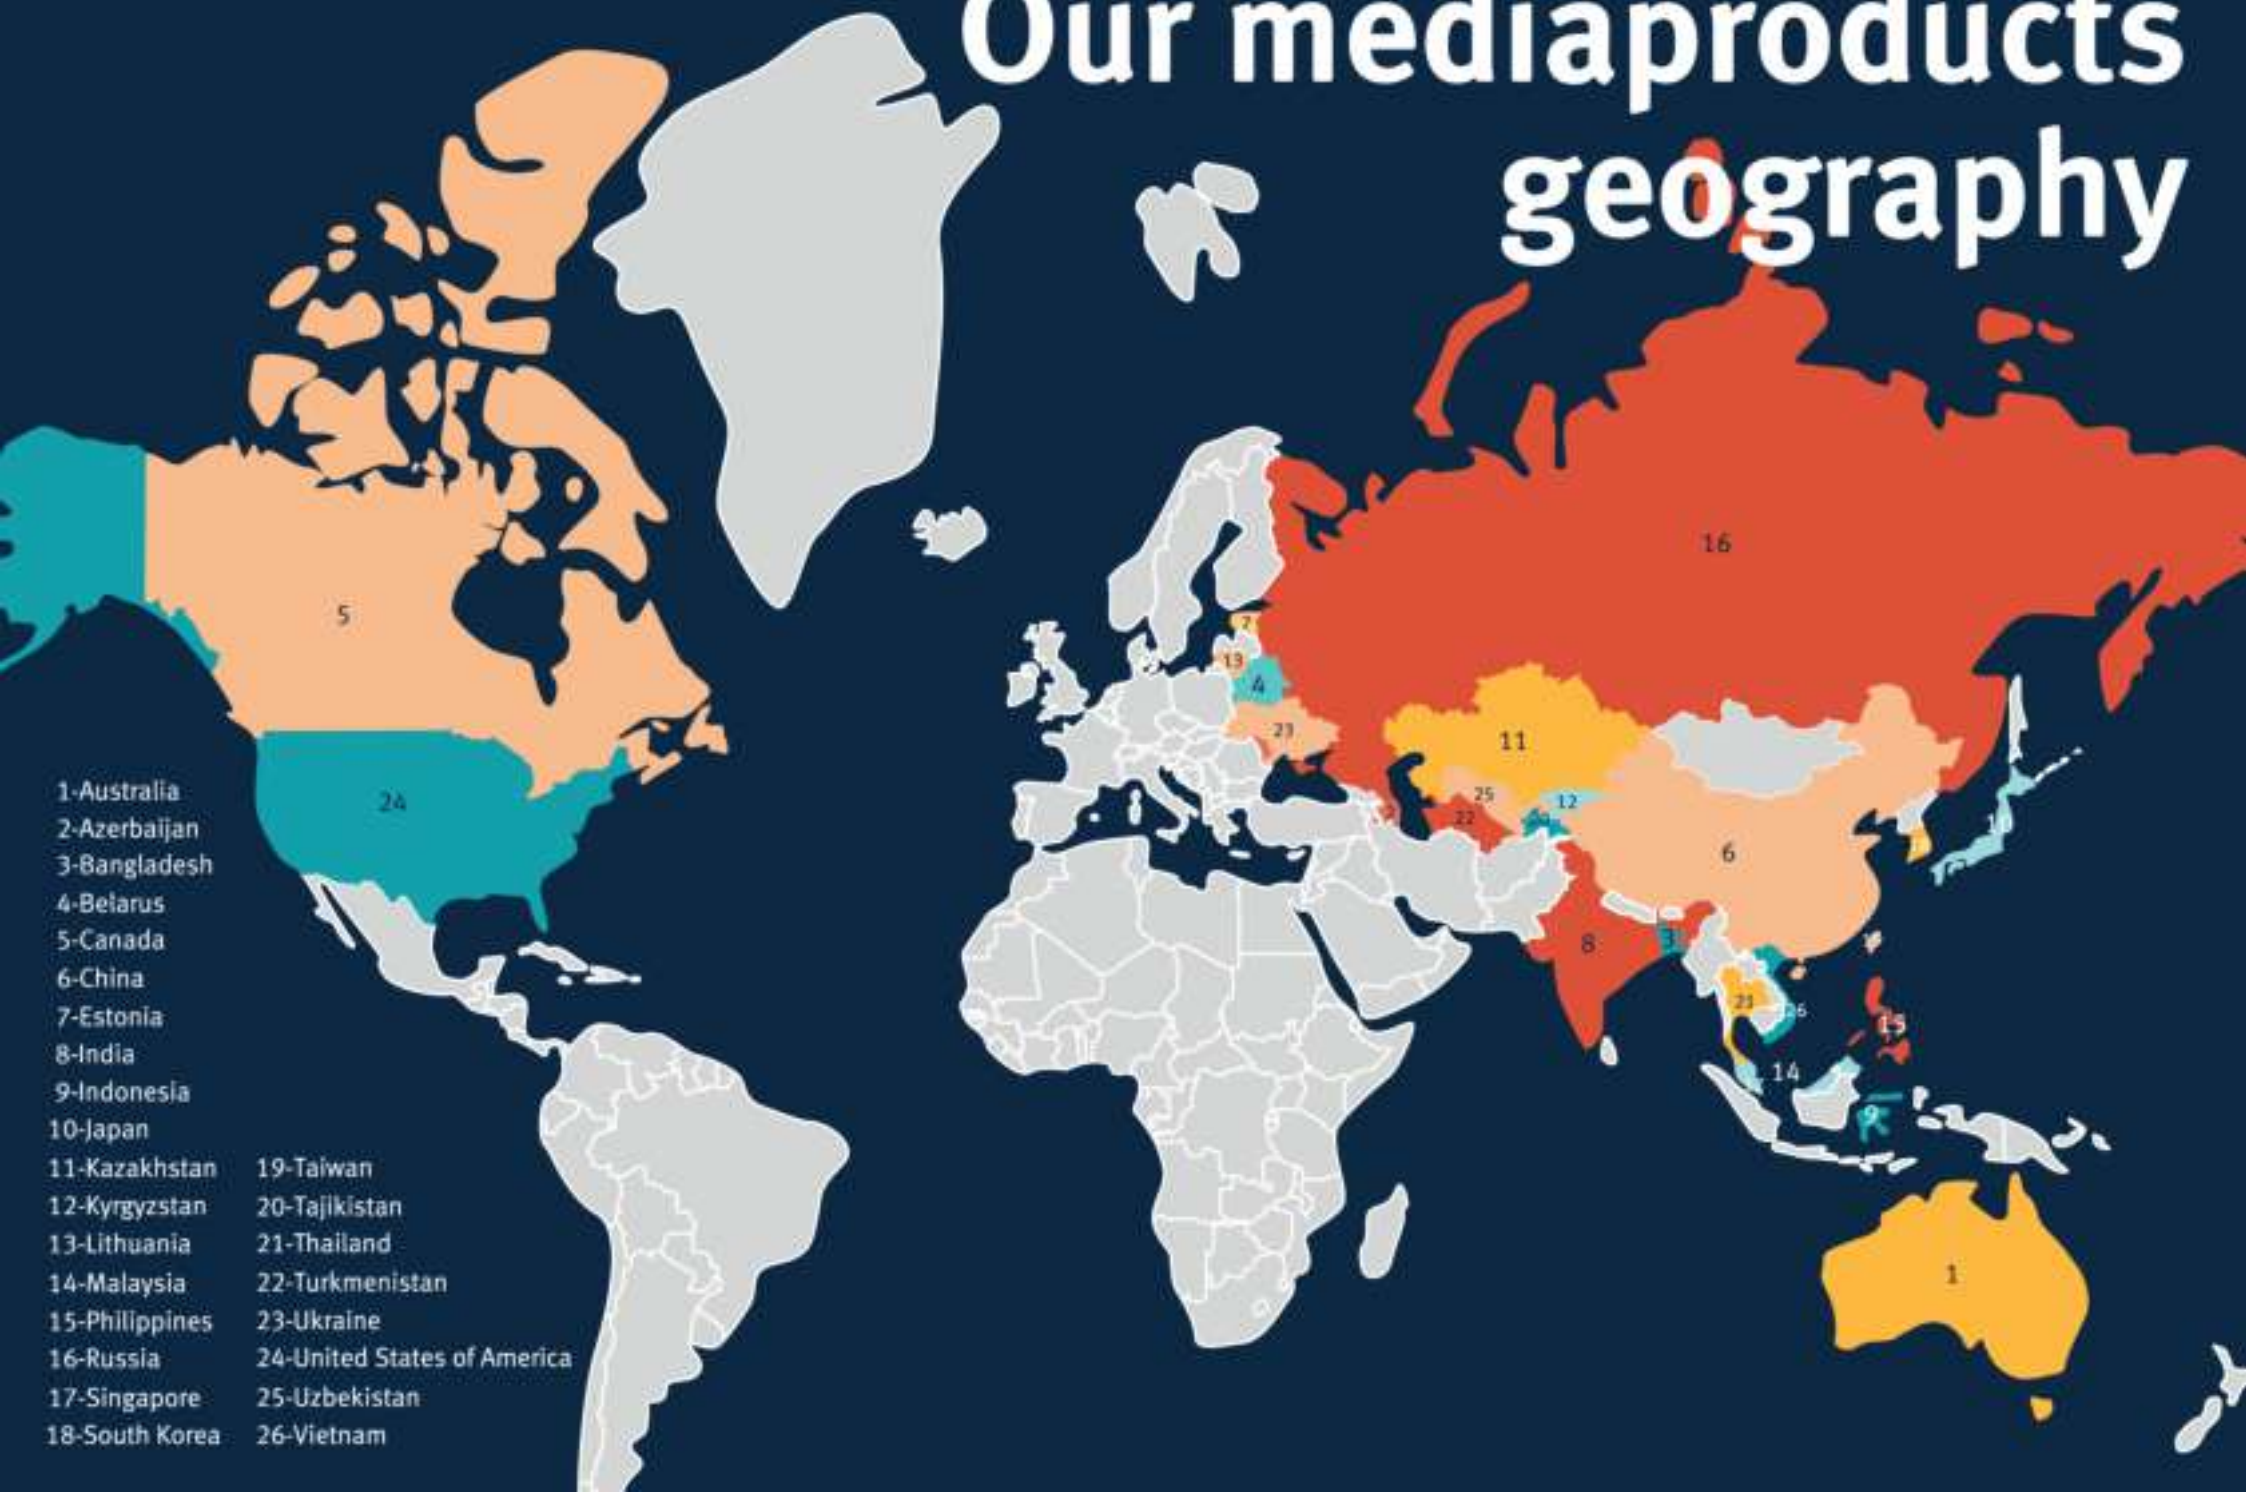 Our mediaproducts
geography
16
5
7
13
4
23
11
24
25
12
22
6
8
3
21
26
15
14
9
1
1-Australia
2-Azerbaijan
3-Bangladesh
4-Belarus
5-Canada
6-China
7-Estonia
8-India
9-Indonesia
10-Japan
11-Kazakhstan
12-Kyrgyzstan
13-Lithuania
14-Malaysia
15-Philippines
16-Russia
17-Singapore
18-South Korea
19-Taiwan
20-Tajikistan
21-Thailand
22-Turkmenistan
23-Ukraine
24-United States of America
25-Uzbekistan
26-Vietnam